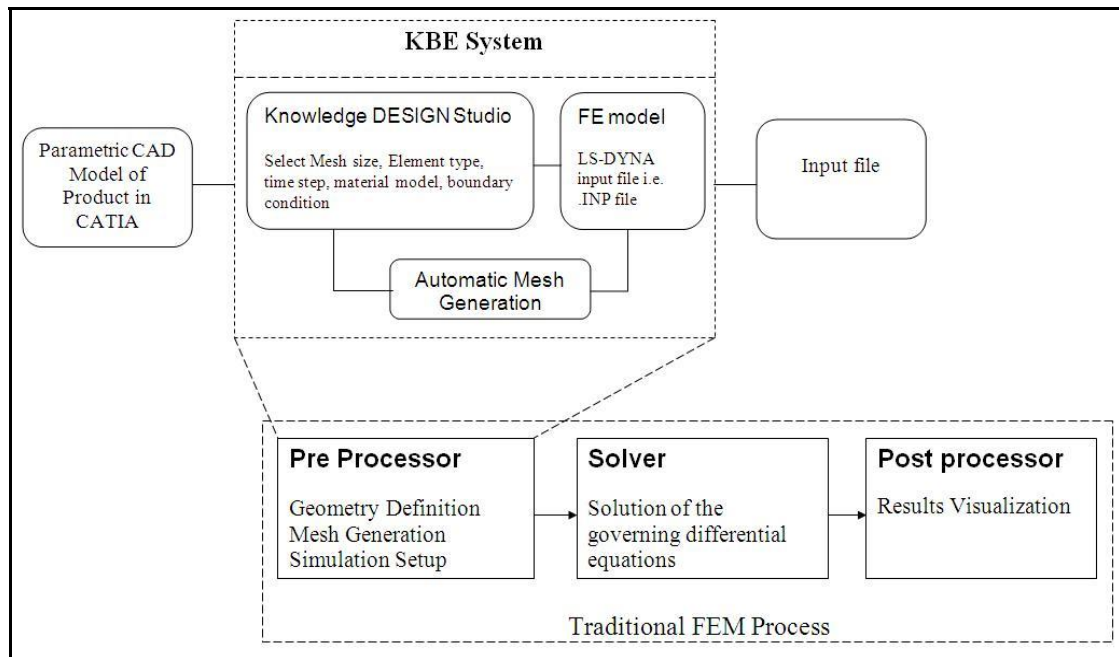 KBE System
Parametric CAD
Model of
Product in
CATIA
Knowledge DESIGN Studio
Select Mesh size, Element type,
time step, material model, boundary
condition
FE model
LS-DYNA
input file i.e.
.INP file
Input file
Automatic Mesh
Generation
Pre Processor
Geometry Definition
Mesh Generation
Simulation Setup
Solver
Solution of the
governing differential
equations
Post processor
Results Visualization
Traditional FEM Process